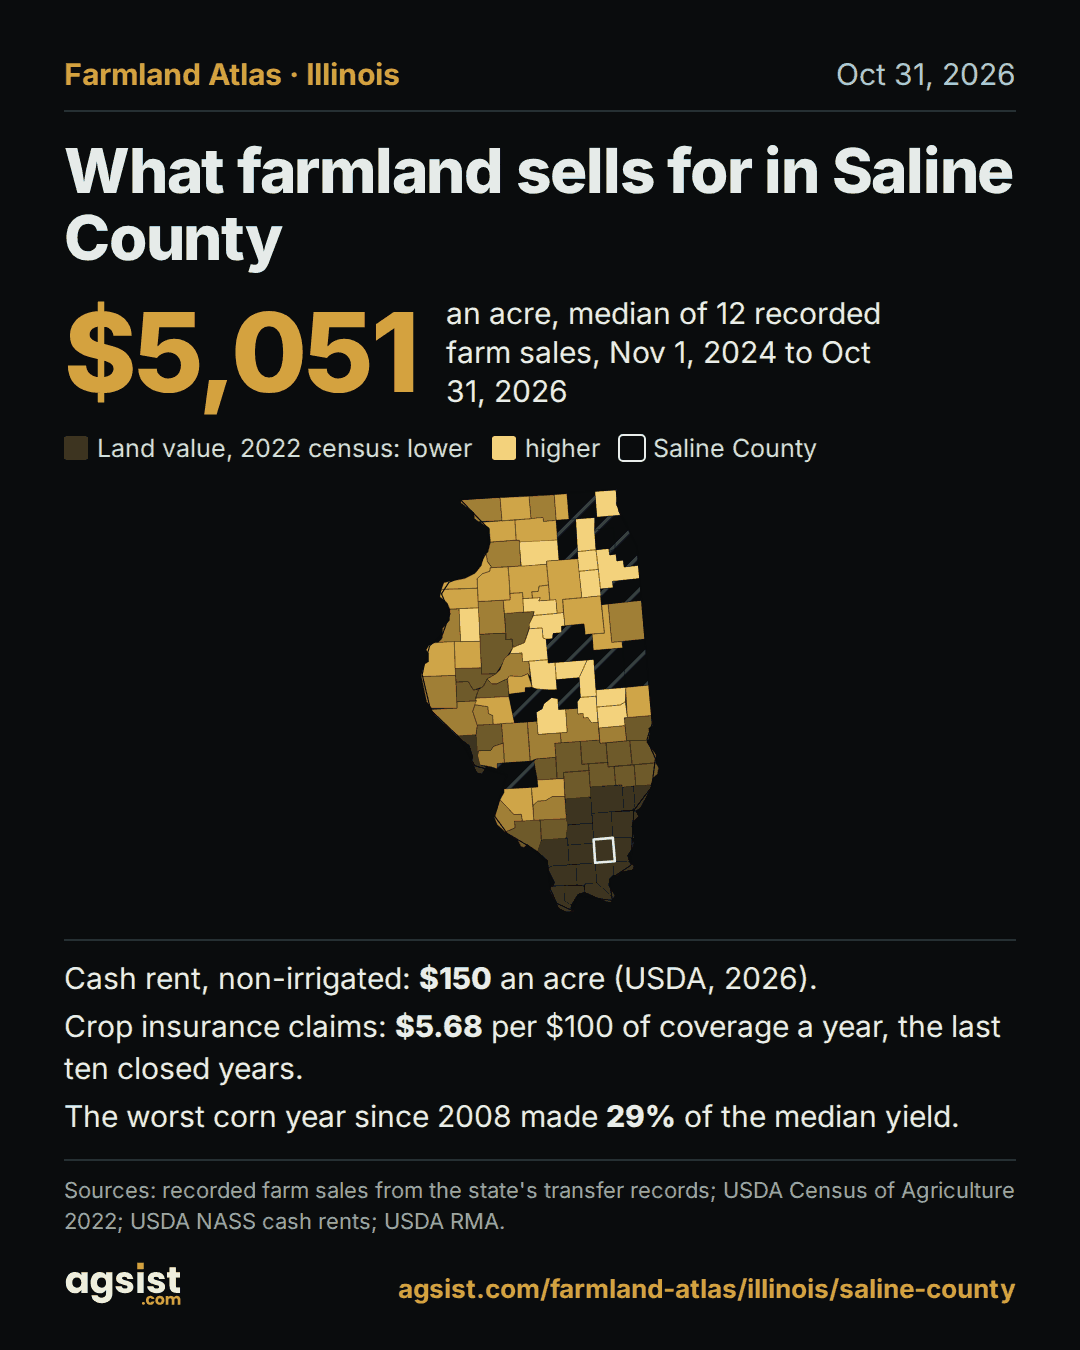 Farmland Atlas · Illinois
Oct 31, 2026
What farmland sells for in Saline
County
$5,051
an acre, median of 12 recorded
farm sales, Nov 1, 2024 to Oct
31, 2026
Land value, 2022 census: lower
higher
Saline County
Cash rent, non-irrigated: $150 an acre (USDA, 2026).
Crop insurance claims: $5.68 per $100 of coverage a year, the last
ten closed years.
The worst corn year since 2008 made 29% of the median yield.
Sources: recorded farm sales from the state's transfer records; USDA Census of Agriculture
2022; USDA NASS cash rents; USDA RMA.
agsist
.com
agsist.com/farmland-atlas/illinois/saline-county